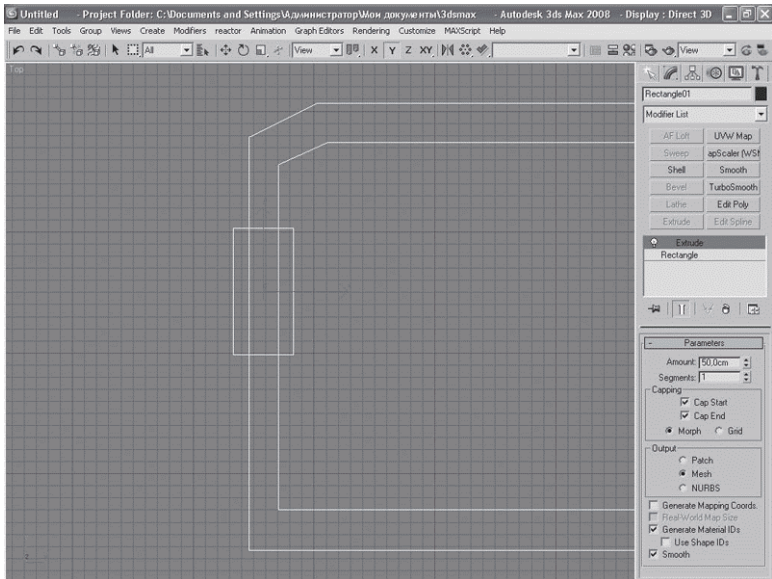 Untitled - Project Folder: C:\Documents and Settings\Администратор\Мои документы\3dsmax - Autodesk 3ds Max 2008 - Display : Direct 3D
File Edit Tools Group Views Create Modifiers reactor Animation Graph Editors Rendering Customize MAXScript Help
All View X Y Z XY View
Top
Rectangle01
Modifier List
AF Loft UVW Map
Sweep apScaler (WSM
Shell Smooth
Bevel TurboSmooth
Lathe Edit Poly
Extrude Edit Spline
Extrude
Rectangle
- Parameters
Amount: 50,0cm
Segments: 1
Capping
Cap Start
Cap End
Morph Grid
Output
Patch
Mesh
NURBS
Generate Mapping Coords.
Real-World Map Size
Generate Material IDs
Use Shape IDs
Smooth
z